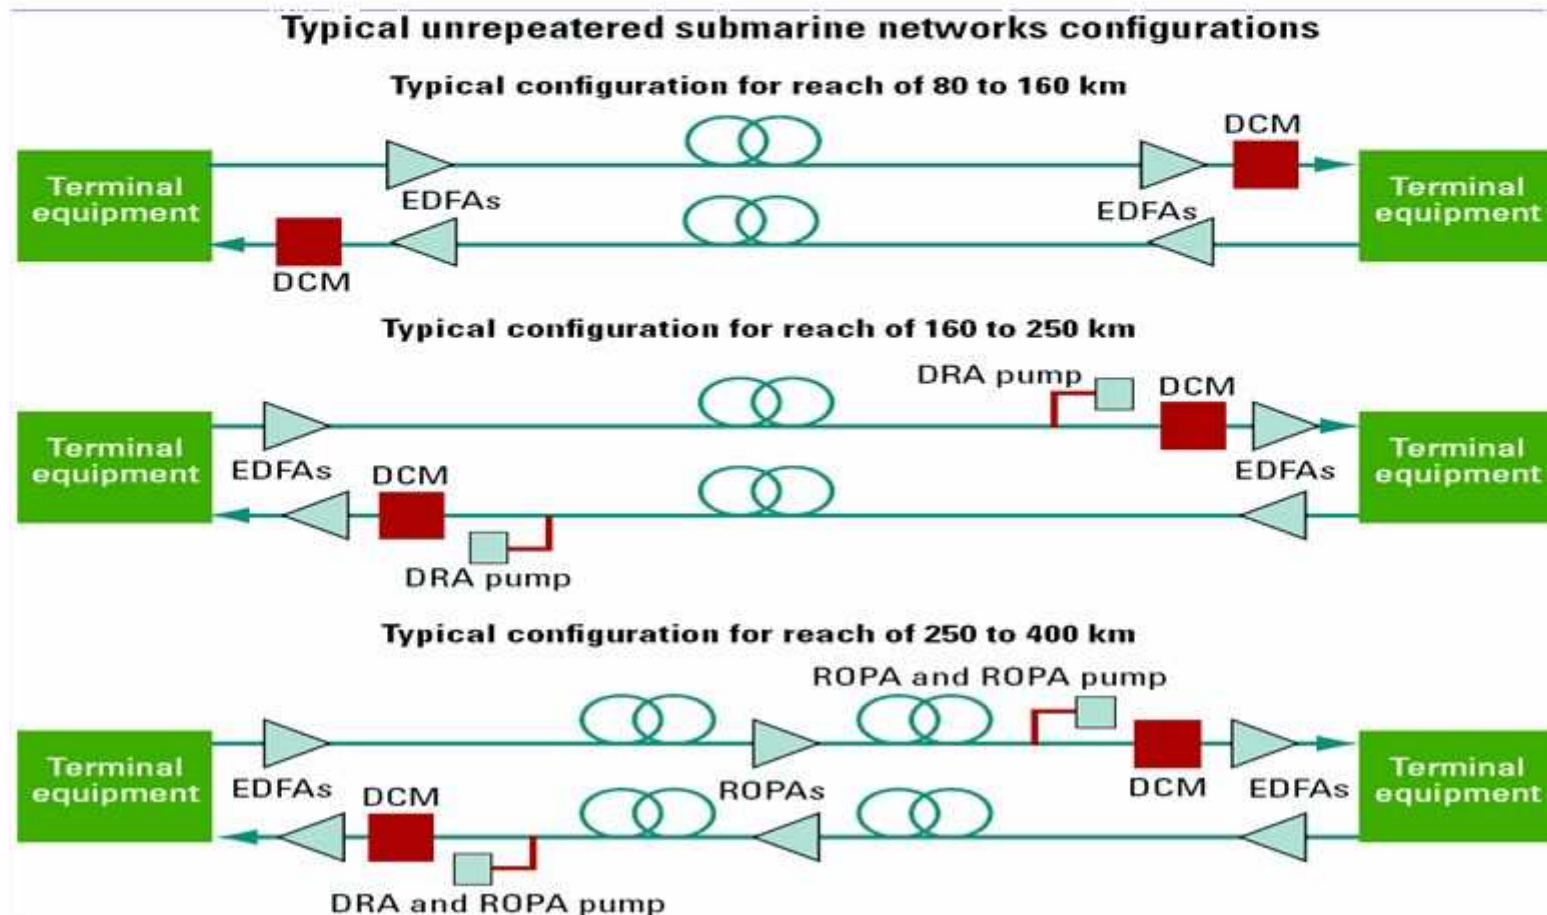 Typical unrepeatered submarine networks configurations
Typical configuration for reach of 80 to 160 km
DCM
Terminal
equipment
EDFAs
EDFAs
Terminal
equipment
DCM
Typical configuration for reach of 160 to 250 km
DRA pump
DCM
Terminal
equipment
EDFAs
DCM
EDFAs
Terminal
equipment
DRA pump
Typical configuration for reach of 250 to 400 km
ROPA and ROPA pump
Terminal
equipment
EDFAs
DCM
ROPAs
DCM
EDFAs
Terminal
equipment
DRA and ROPA pump